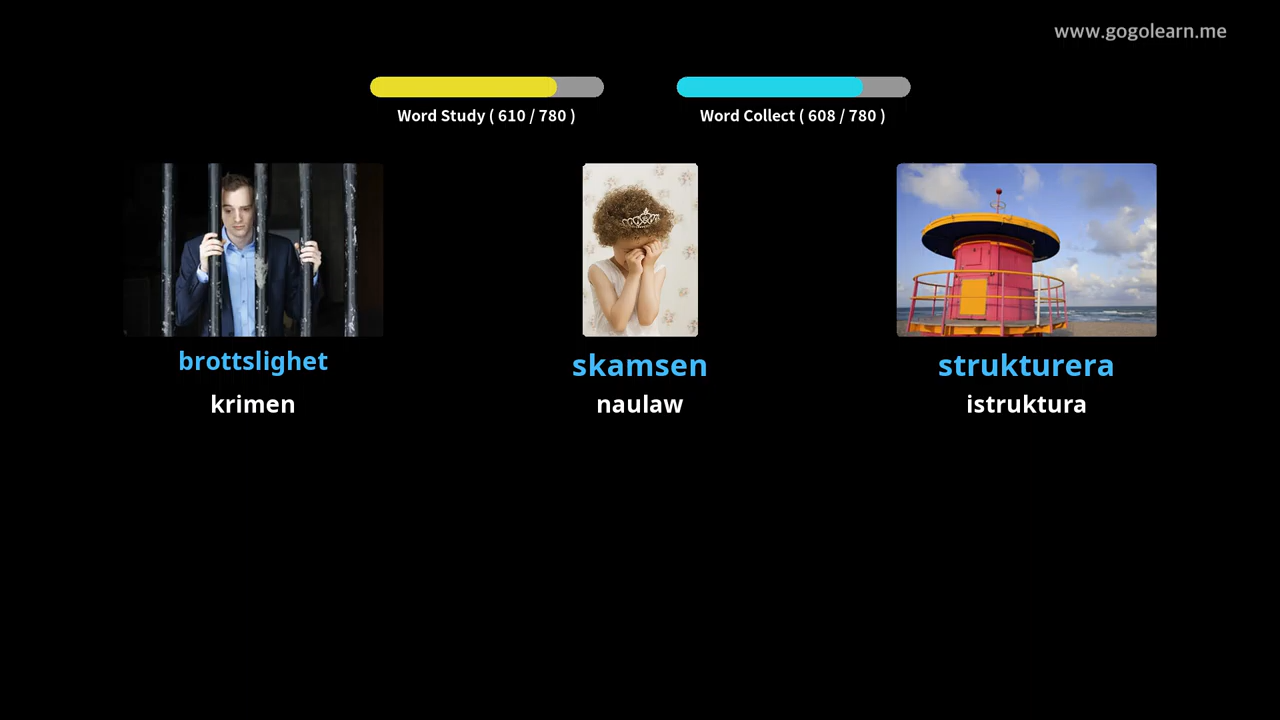 www.gogolearn.me
Word Study ( 610 / 780 )
Word Collect ( 608 / 780 )
brottslighet
skamsen
strukturera
krimen
naulaw
istruktura